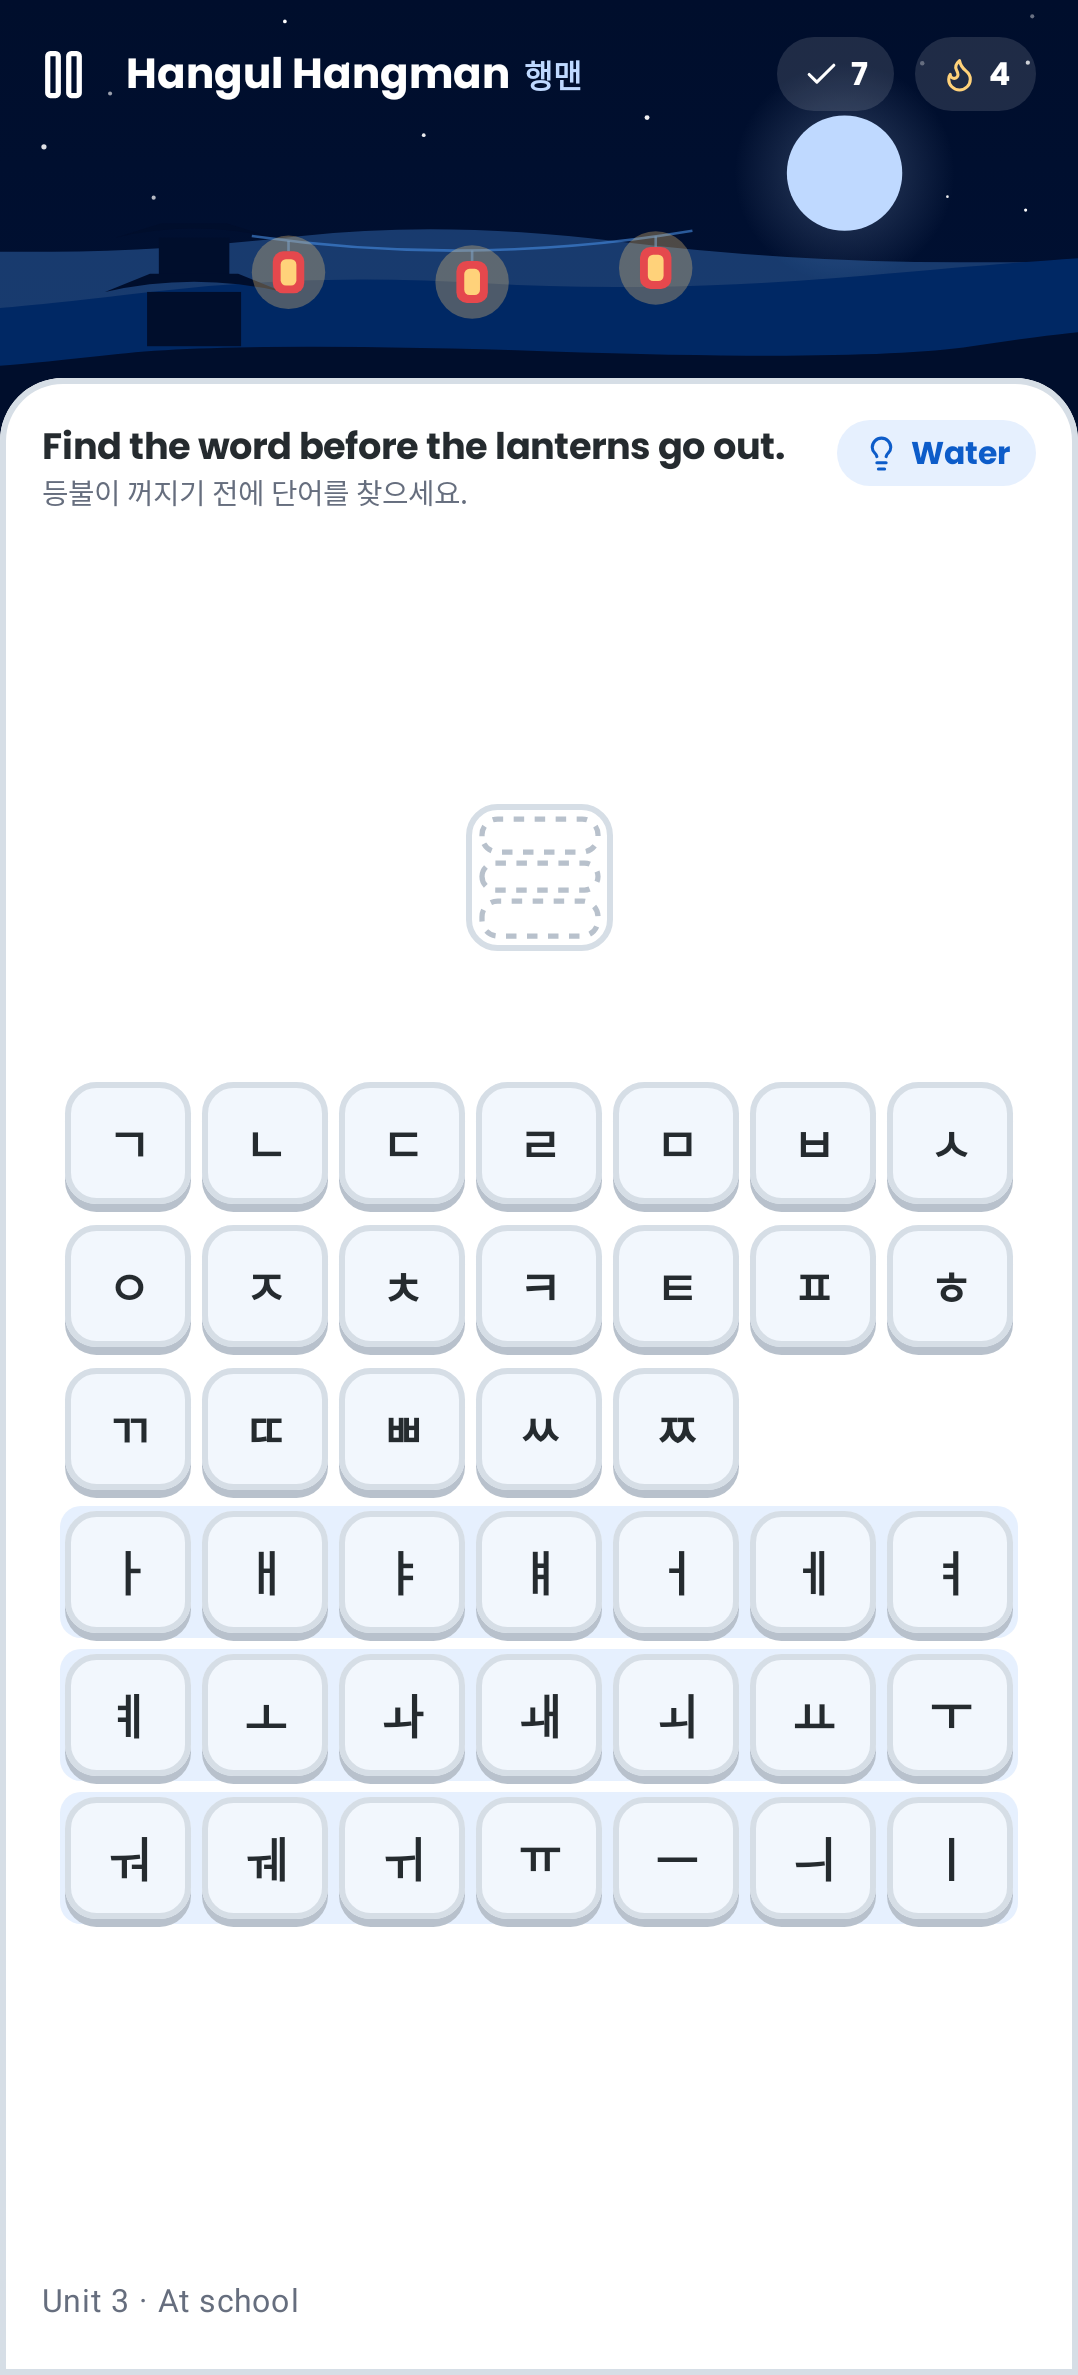 Hangul Hangman 행맨 7 4
Find the word before the lanterns go out.
등불이 꺼지기 전에 단어를 찾으세요.
Water
ㄱ ㄴ ㄷ ㄹ ㅁ ㅂ ㅅ
ㅇ ㅈ ㅊ ㅋ ㅌ ㅍ ㅎ
ㄲ ㄸ ㅃ ㅆ ㅉ
ㅏ ㅐ ㅑ ㅒ ㅓ ㅔ ㅕ
ㅖ ㅗ ㅘ ㅙ ㅚ ㅛ ㅜ
ㅝ ㅞ ㅟ ㅠ ㅡ ㅢ ㅣ
Unit 3 · At school